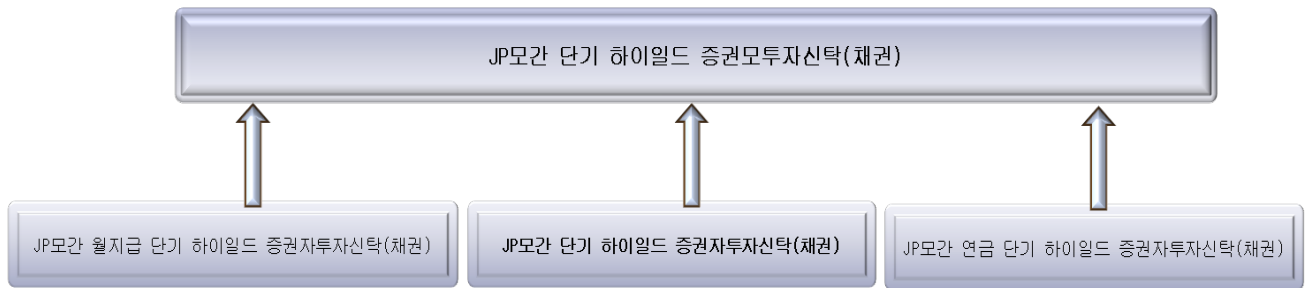 JP모간 단기 하이일드 증권모투자신탁(채권)
JP모간 월지급 단기 하이일드 증권자투자신탁(채권)
JP모간 단기 하이일드 증권자투자신탁(채권)
JP모간 연금 단기 하이일드 증권자투자신탁(채권)